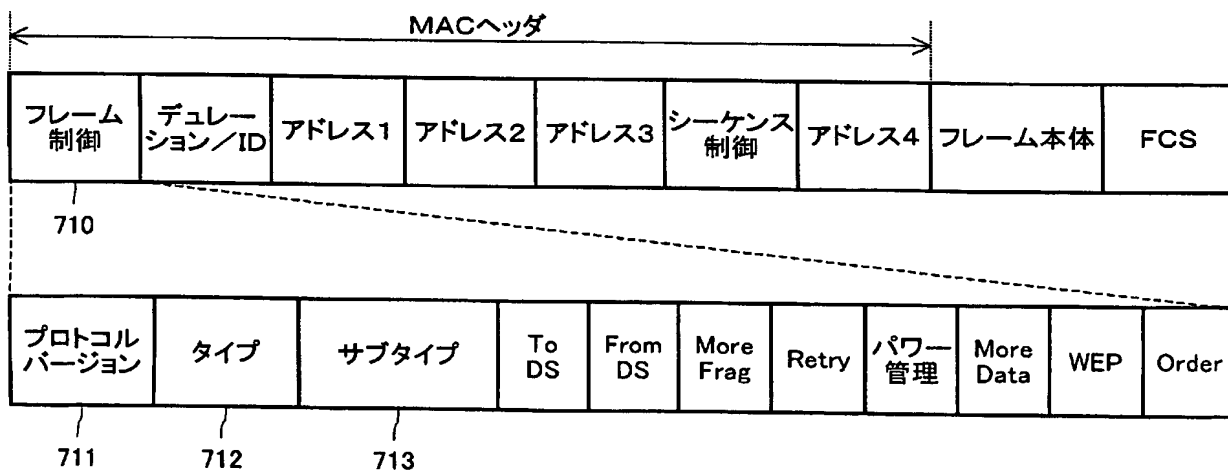 MACヘッダ
フレーム
制御
デュレー
ション／ID
アドレス1
アドレス2
アドレス3
シーケンス
制御
アドレス4
フレーム本体
FCS
710
プロトコル
バージョン
タイプ
サブタイプ
To
DS
From
DS
More
Frag
Retry
パワー
管理
More
Data
WEP
Order
711
712
713